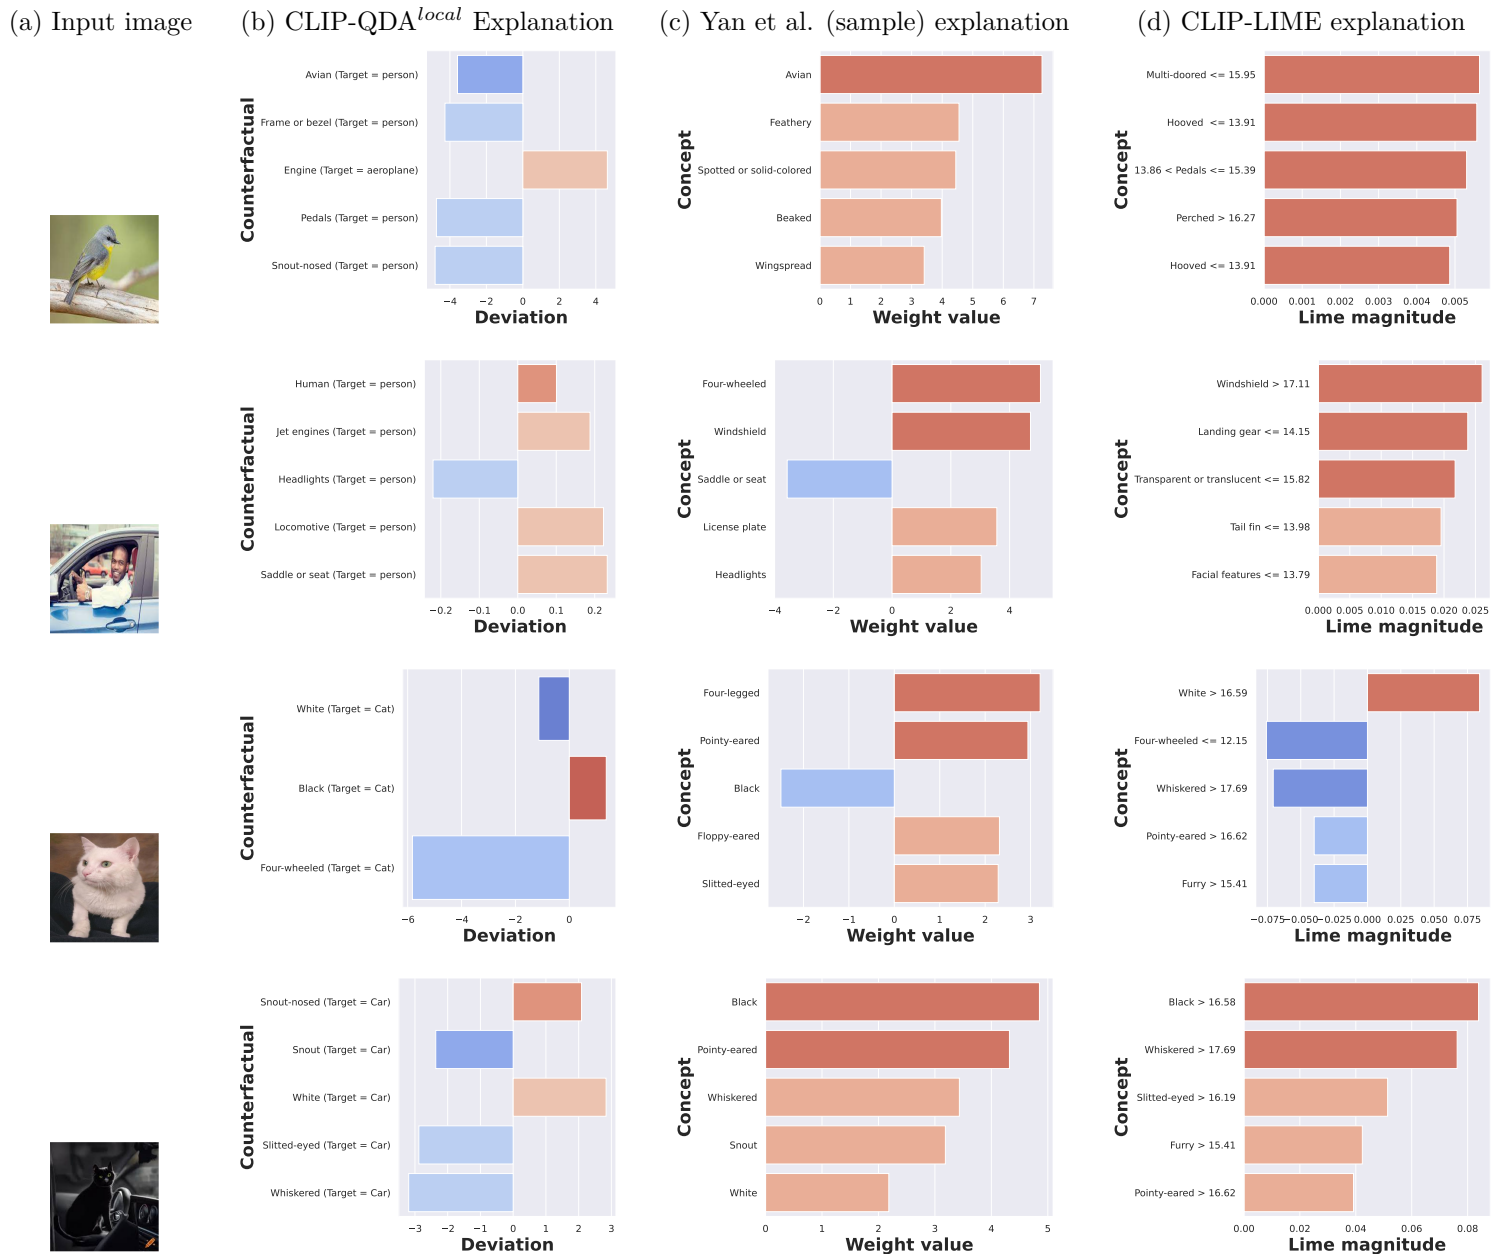 (a) Input image
(b) CLIP-QDA^local Explanation
(c) Yan et al. (sample) explanation
(d) CLIP-LIME explanation
Counterfactual
Avian (Target = person)
Frame or bezel (Target = person)
Engine (Target = aeroplane)
Pedals (Target = person)
Snout-nosed (Target = person)
−4 −2 0 2 4
Deviation
Concept
Avian
Feathery
Spotted or solid-colored
Beaked
Wingspread
0 1 2 3 4 5 6 7
Weight value
Concept
Multi-doored <= 15.95
Hooved  <= 13.91
13.86 < Pedals <= 15.39
Perched > 16.27
Hooved <= 13.91
0.000 0.001 0.002 0.003 0.004 0.005
Lime magnitude
Counterfactual
Human (Target = person)
Jet engines (Target = person)
Headlights (Target = person)
Locomotive (Target = person)
Saddle or seat (Target = person)
−0.2 −0.1 0.0 0.1 0.2
Deviation
Concept
Four-wheeled
Windshield
Saddle or seat
License plate
Headlights
−4 −2 0 2 4
Weight value
Concept
Windshield > 17.11
Landing gear <= 14.15
Transparent or translucent <= 15.82
Tail fin <= 13.98
Facial features <= 13.79
0.000 0.005 0.010 0.015 0.020 0.025
Lime magnitude
Counterfactual
White (Target = Cat)
Black (Target = Cat)
Four-wheeled (Target = Cat)
−6 −4 −2 0
Deviation
Concept
Four-legged
Pointy-eared
Black
Floppy-eared
Slitted-eyed
−2 −1 0 1 2 3
Weight value
Concept
White > 16.59
Four-wheeled <= 12.15
Whiskered > 17.69
Pointy-eared > 16.62
Furry > 15.41
−0.075 −0.050 −0.025 0.000 0.025 0.050 0.075
Lime magnitude
Counterfactual
Snout-nosed (Target = Car)
Snout (Target = Car)
White (Target = Car)
Slitted-eyed (Target = Car)
Whiskered (Target = Car)
−3 −2 −1 0 1 2 3
Deviation
Concept
Black
Pointy-eared
Whiskered
Snout
White
0 1 2 3 4 5
Weight value
Concept
Black > 16.58
Whiskered > 17.69
Slitted-eyed > 16.19
Furry > 15.41
Pointy-eared > 16.62
0.00 0.02 0.04 0.06 0.08
Lime magnitude